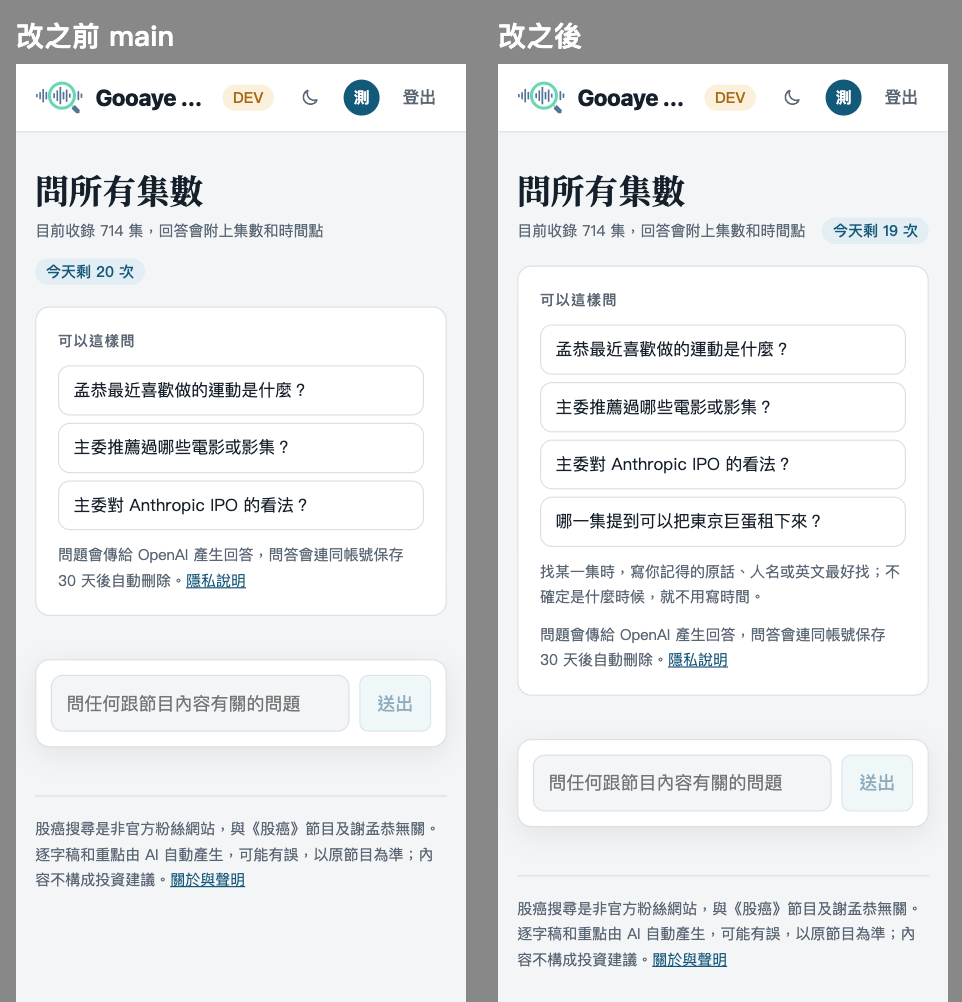 改之前 main
Gooaye ...
DEV
測
登出
問所有集數
目前收錄 714 集，回答會附上集數和時間點
今天剩 20 次
可以這樣問
孟恭最近喜歡做的運動是什麼？
主委推薦過哪些電影或影集？
主委對 Anthropic IPO 的看法？
問題會傳給 OpenAI 產生回答，問答會連同帳號保存
30 天後自動刪除。隱私說明
問任何跟節目內容有關的問題
送出
股癌搜尋是非官方粉絲網站，與《股癌》節目及謝孟恭無關。
逐字稿和重點由 AI 自動產生，可能有誤，以原節目為準；內
容不構成投資建議。關於與聲明
改之後
Gooaye ...
DEV
測
登出
問所有集數
目前收錄 714 集，回答會附上集數和時間點
今天剩 19 次
可以這樣問
孟恭最近喜歡做的運動是什麼？
主委推薦過哪些電影或影集？
主委對 Anthropic IPO 的看法？
哪一集提到可以把東京巨蛋租下來？
找某一集時，寫你記得的原話、人名或英文最好找；不
確定是什麼時候，就不用寫時間。
問題會傳給 OpenAI 產生回答，問答會連同帳號保存
30 天後自動刪除。隱私說明
問任何跟節目內容有關的問題
送出
股癌搜尋是非官方粉絲網站，與《股癌》節目及謝孟恭無關。
逐字稿和重點由 AI 自動產生，可能有誤，以原節目為準；內
容不構成投資建議。關於與聲明